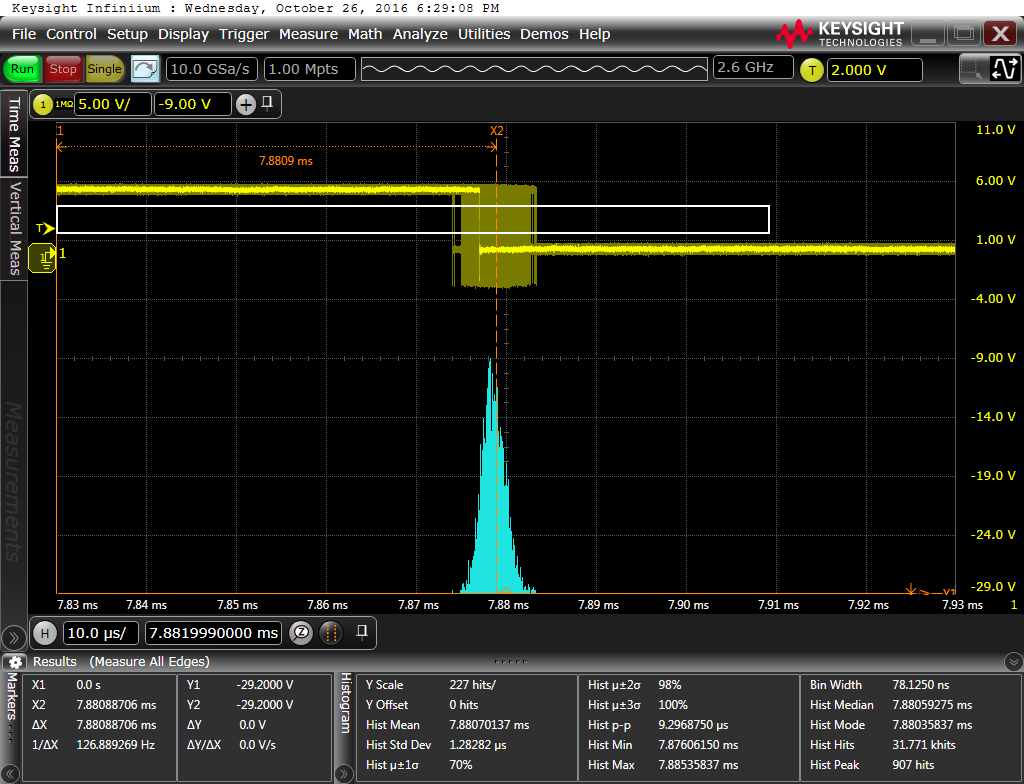 Keysight Infiniium : Wednesday, October 26, 2016 6:29:08 PM
File Control Setup Display Trigger Measure Math Analyze Utilities Demos Help
KEYSIGHT
TECHNOLOGIES
Run Stop Single 10.0 GSa/s 1.00 Mpts 2.6 GHz T 2.000 V
1 1MΩ 5.00 V/ -9.00 V
Time Meas
Vertical Meas
Measurements
1 X2 11.0 V
7.8809 ms
6.00 V
T
1.00 V
1 1
-4.00 V
-9.00 V
-14.0 V
-19.0 V
-24.0 V
-29.0 V
Y1
7.83 ms 7.84 ms 7.85 ms 7.86 ms 7.87 ms 7.88 ms 7.89 ms 7.90 ms 7.91 ms 7.92 ms 7.93 ms 1
H 10.0 µs/ 7.8819990000 ms
Results (Measure All Edges)
Markers...
X1 0.0 s Y1 -29.2000 V
X2 7.88088706 ms Y2 -29.2000 V
ΔX 7.88088706 ms ΔY 0.0 V
1/ΔX 126.889269 Hz ΔY/ΔX 0.0 V/s
Histogram
Y Scale 227 hits/ Hist µ±2σ 98% Bin Width 78.1250 ns
Y Offset 0 hits Hist µ±3σ 100% Hist Median 7.88059275 ms
Hist Mean 7.88070137 ms Hist p-p 9.2968750 µs Hist Mode 7.88035837 ms
Hist Std Dev 1.28282 µs Hist Min 7.87606150 ms Hist Hits 31.771 khits
Hist µ±1σ 70% Hist Max 7.88535837 ms Hist Peak 907 hits